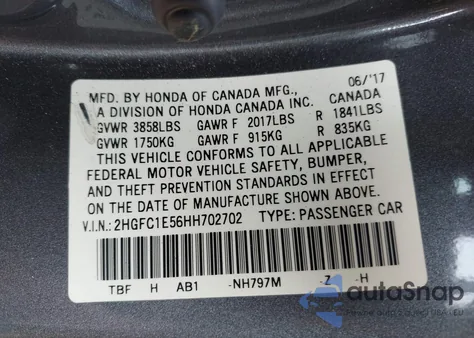 06/'17
MFD. BY HONDA OF CANADA MFG., CANADA
A DIVISION OF HONDA CANADA INC.
GVWR 3858LBS GAWR F 2017LBS R 1841LBS
GVWR 1750KG GAWR F 915KG R 835KG
THIS VEHICLE CONFORMS TO ALL APPLICABLE
FEDERAL MOTOR VEHICLE SAFETY, BUMPER,
AND THEFT PREVENTION STANDARDS IN EFFECT
ON THE DATE OF MANUFACTURE SHOWN ABOVE.
V.I.N.: 2HGFC1E56HH702702 TYPE: PASSENGER CAR
TBF H AB1 -NH797M Z -H
autoSnap